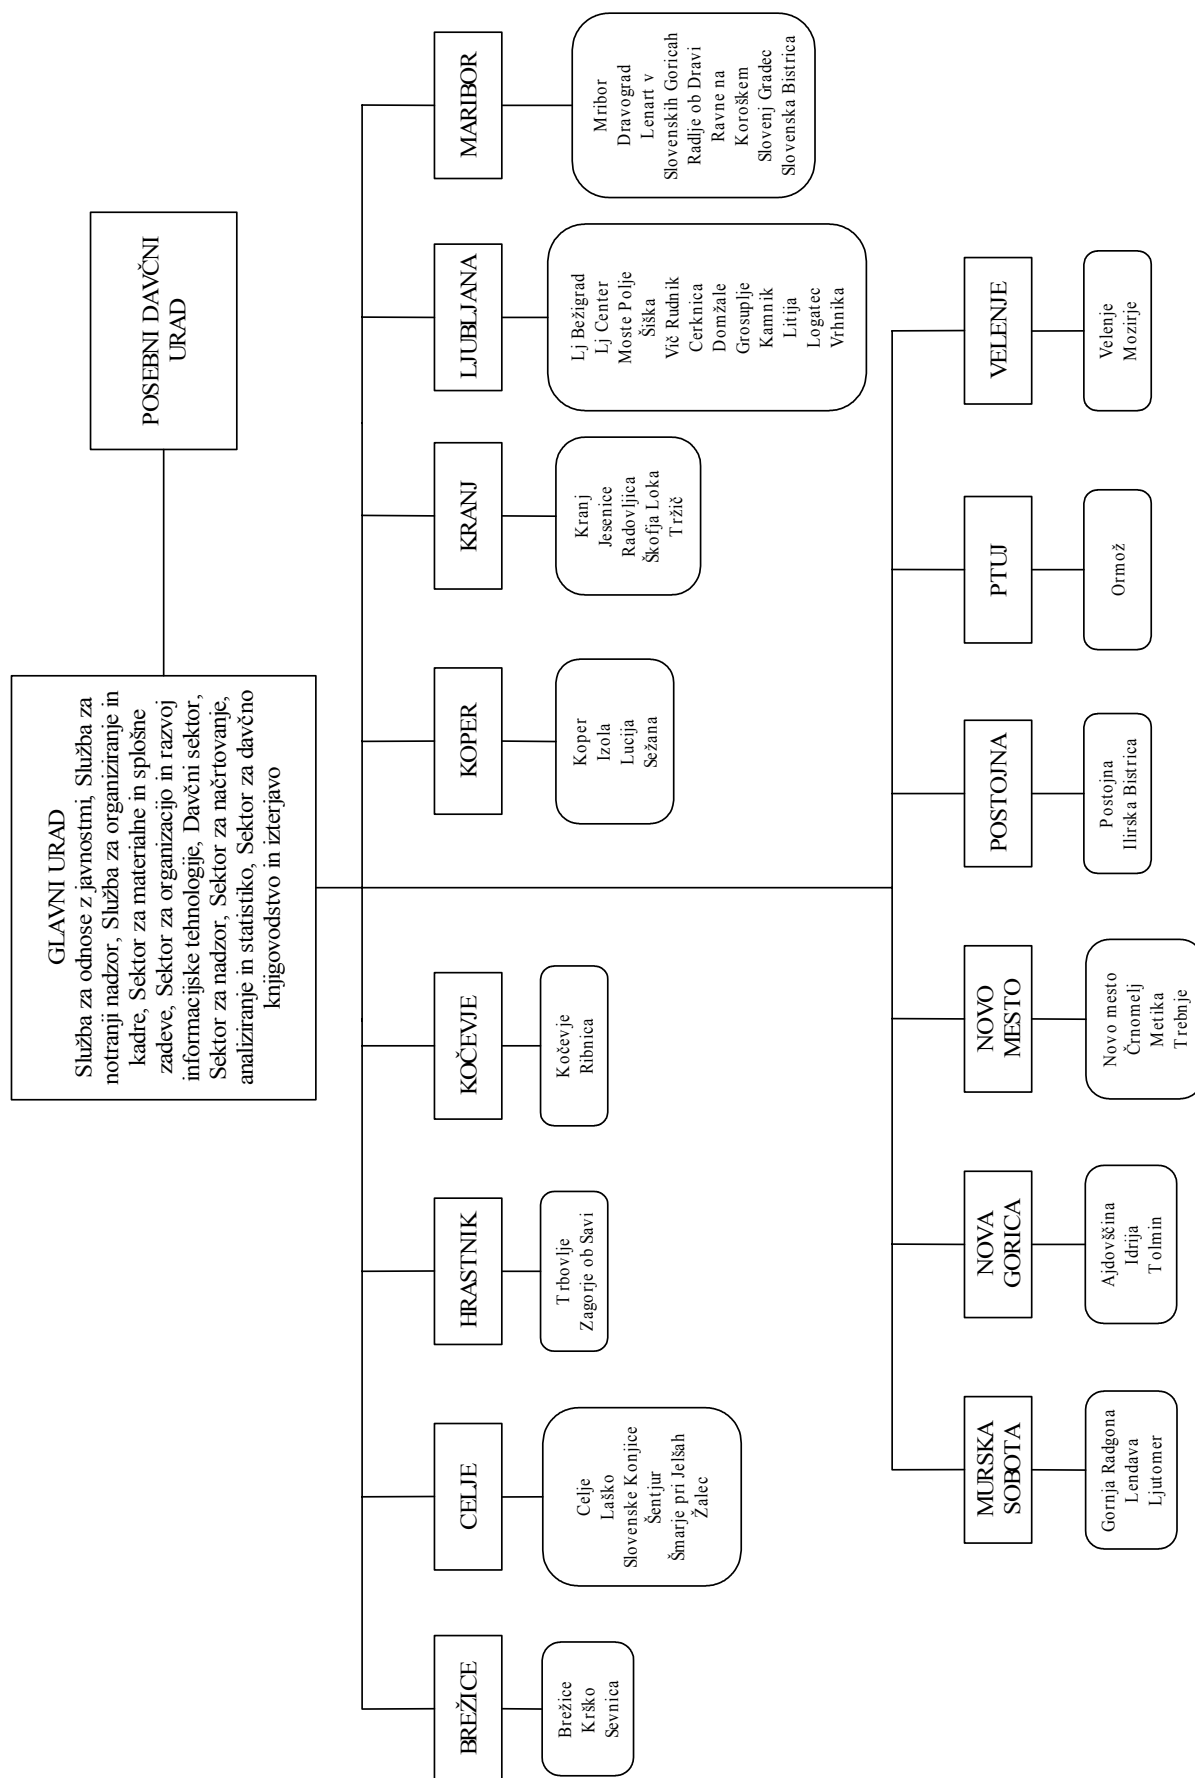 GLAVNI URAD
Služba za odnose z javnostmi, Služba za
notranji nadzor, Služba za organiziranje in
kadre, Sektor za materialne in splošne
zadeve, Sektor za organizacijo in razvoj
informacijske tehnologije, Davčni sektor,
Sektor za nadzor, Sektor za načrtovanje,
analiziranje in statistiko, Sektor za davčno
knjigovodstvo in izterjavo
POSEBNI DAVČNI
URAD
BREŽICE
Brežice
Krško
Sevnica
CELJE
Celje
Laško
Slovenske Konjice
Šentjur
Šmarje pri Jelšah
Žalec
HRASTNIK
Trbovlje
Zagorje ob Savi
KOČEVJE
Kočevje
Ribnica
KOPER
Koper
Izola
Lucija
Sežana
KRANJ
Kranj
Jesenice
Radovljica
Škofja Loka
Tržič
LJUBLJANA
Lj Bežigrad
Lj Center
Moste Polje
Šiška
Vič Rudnik
Cerknica
Domžale
Grosuplje
Kamnik
Litija
Logatec
Vrhnika
MARIBOR
Mribor
Dravograd
Lenart v
Slovenskih Goricah
Radlje ob Dravi
Ravne na
Koroškem
Slovenj Gradec
Slovenska Bistrica
MURSKA
SOBOTA
Gornja Radgona
Lendava
Ljutomer
NOVA
GORICA
Ajdovščina
Idrija
Tolmin
NOVO
MESTO
Novo mesto
Črnomelj
Metika
Trebnje
POSTOJNA
Postojna
Ilirska Bistrica
PTUJ
Ormož
VELENJE
Velenje
Mozirje